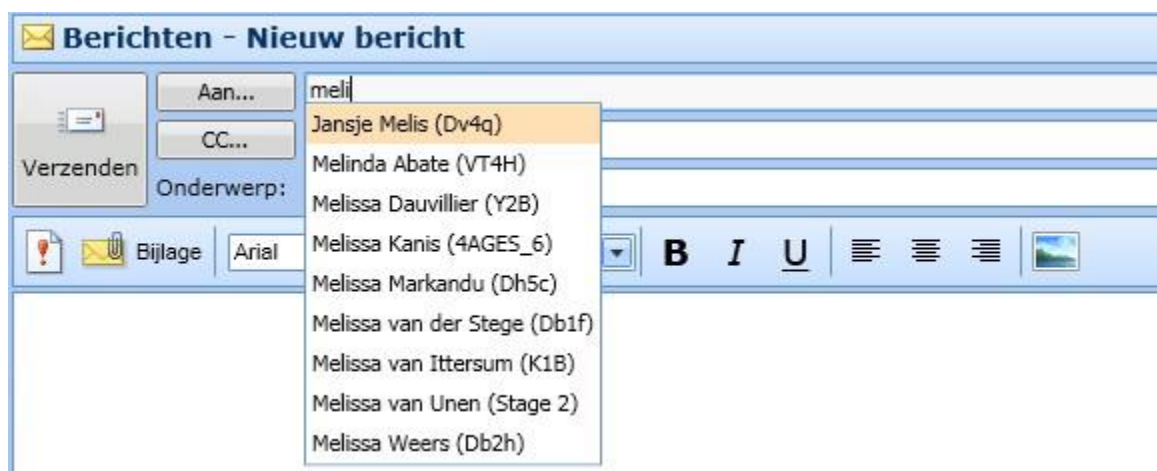 Berichten - Nieuw bericht
Aan... meli
CC...
Verzenden
Onderwerp:
Jansje Melis (Dv4q)
Melinda Abate (VT4H)
Melissa Dauvillier (Y2B)
Melissa Kanis (4AGES_6)
Melissa Markandu (Dh5c)
Melissa van der Stege (Db1f)
Melissa van Ittersum (K1B)
Melissa van Unen (Stage 2)
Melissa Weers (Db2h)
Bijlage Arial B I U